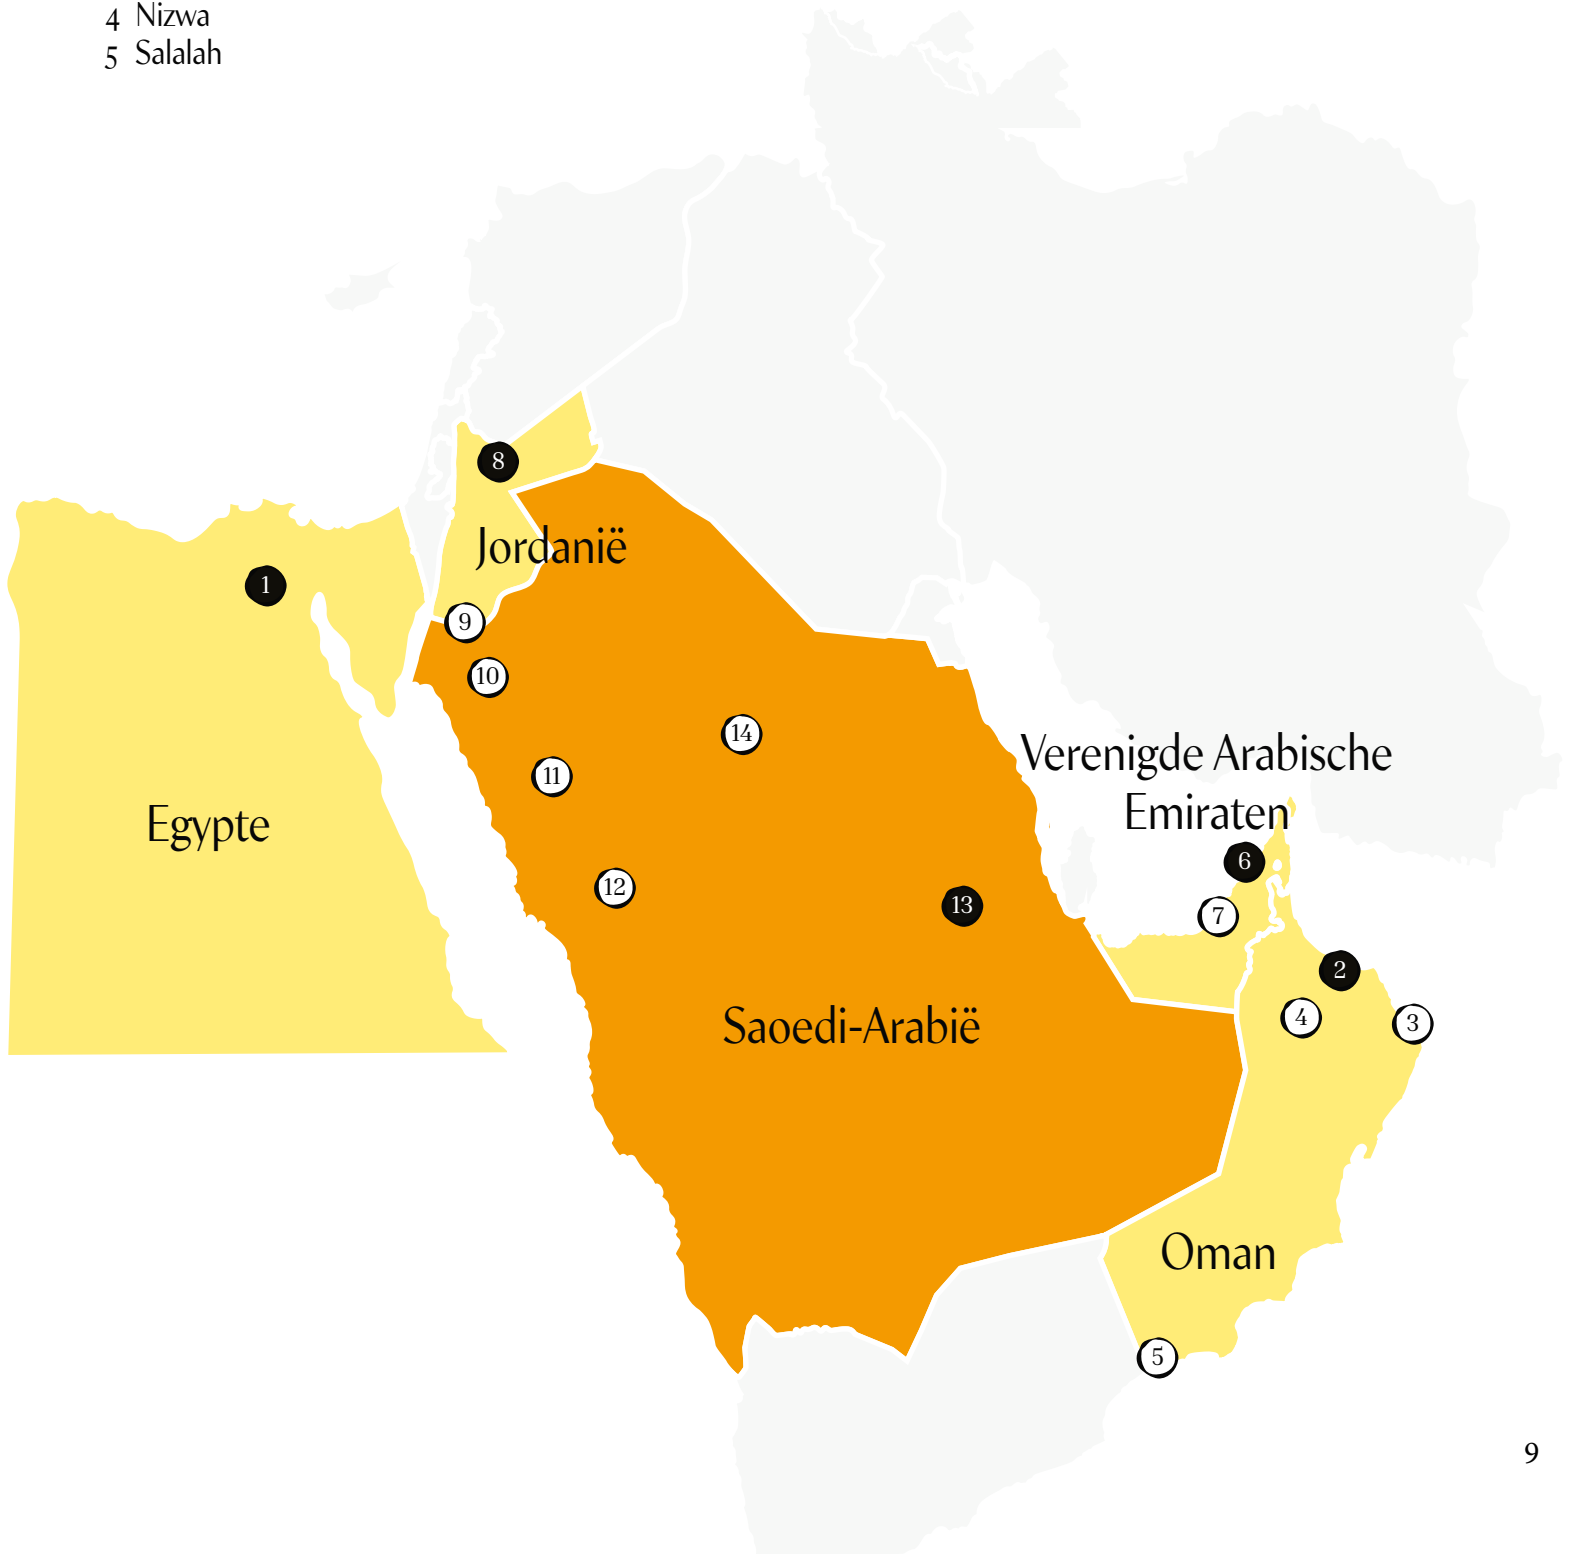 4 Nizwa
5 Salalah
8
Jordanië
1
9
10
14
11
Verenigde Arabische
Emiraten
Egypte
6
12
13
7
2
Saoedi-Arabië
4
3
Oman
5
9